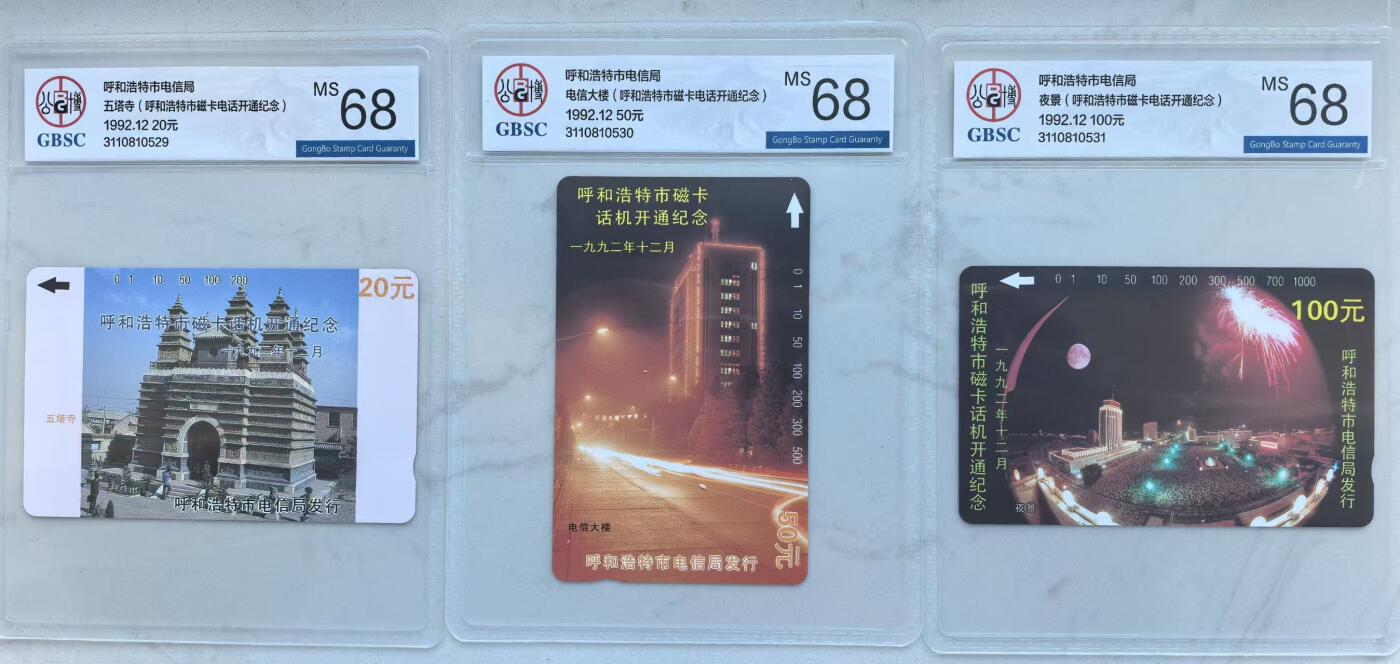 呼和浩特市电信局
五塔寺（呼和浩特市磁卡电话开通纪念）
1992.12 20元
3110810529
MS 68
GBSC
GongBo Stamp Card Guaranty
0 1 10 50 100 200
20元
呼和浩特市磁卡话机开通纪念
一九九二年十二月
五塔寺
呼和浩特市电信局发行
呼和浩特市电信局
电信大楼（呼和浩特市磁卡电话开通纪念）
1992.12 50元
3110810530
MS 68
GBSC
GongBo Stamp Card Guaranty
呼和浩特市磁卡
话机开通纪念
一九九二年十二月
0 1 10 50 100 200 300 500
电信大楼
50元
呼和浩特市电信局发行
呼和浩特市电信局
夜景（呼和浩特市磁卡电话开通纪念）
1992.12 100元
3110810531
MS 68
GBSC
GongBo Stamp Card Guaranty
0 1 10 50 100 200 300 500 700 1000
100元
呼和浩特市磁卡话机开通纪念
一九九二年十二月
呼和浩特市电信局发行
夜景